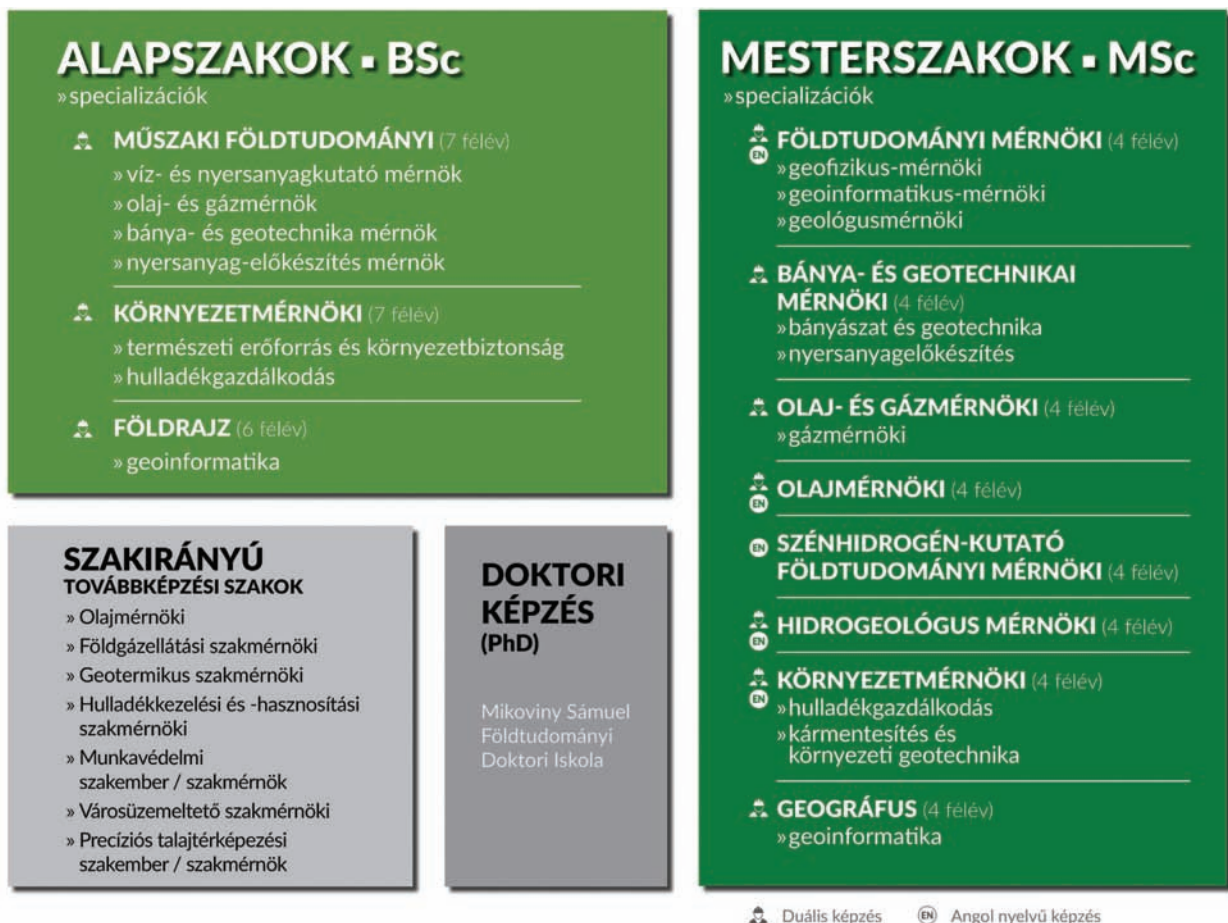 ALAPSZAKOK ▪ BSc
»specializációk
MŰSZAKI FÖLDTUDOMÁNYI (7 félév)
» víz- és nyersanyagkutató mérnök
» olaj- és gázmérnök
» bánya- és geotechnika mérnök
» nyersanyag-előkészítés mérnök
KÖRNYEZETMÉRNÖKI (7 félév)
» természeti erőforrás és környezetbiztonság
» hulladékgazdálkodás
FÖLDRAJZ (6 félév)
» geoinformatika
SZAKIRÁNYÚ
TOVÁBBKÉPZÉSI SZAKOK
» Olajmérnöki
» Földgázellátási szakmérnöki
» Geotermikus szakmérnöki
» Hulladékkezelési és -hasznosítási
szakmérnöki
» Munkavédelmi
szakember / szakmérnök
» Városüzemeltető szakmérnöki
» Precíziós talajtérképezési
szakember / szakmérnök
DOKTORI
KÉPZÉS
(PhD)
Mikoviny Sámuel
Földtudományi
Doktori Iskola
MESTERSZAKOK ▪ MSc
»specializációk
FÖLDTUDOMÁNYI MÉRNÖKI (4 félév)
EN
»geofizikus-mérnöki
»geoinformatikus-mérnöki
»geológusmérnöki
BÁNYA- ÉS GEOTECHNIKAI
MÉRNÖKI (4 félév)
»bányászat és geotechnika
»nyersanyagelőkészítés
OLAJ- ÉS GÁZMÉRNÖKI (4 félév)
»gázmérnöki
OLAJMÉRNÖKI (4 félév)
EN
EN SZÉNHIDROGÉN-KUTATÓ
FÖLDTUDOMÁNYI MÉRNÖKI (4 félév)
HIDROGEOLÓGUS MÉRNÖKI (4 félév)
EN
KÖRNYEZETMÉRNÖKI (4 félév)
EN
»hulladékgazdálkodás
»kármentesítés és
környezeti geotechnika
GEOGRÁFUS (4 félév)
»geoinformatika
Duális képzés EN Angol nyelvű képzés